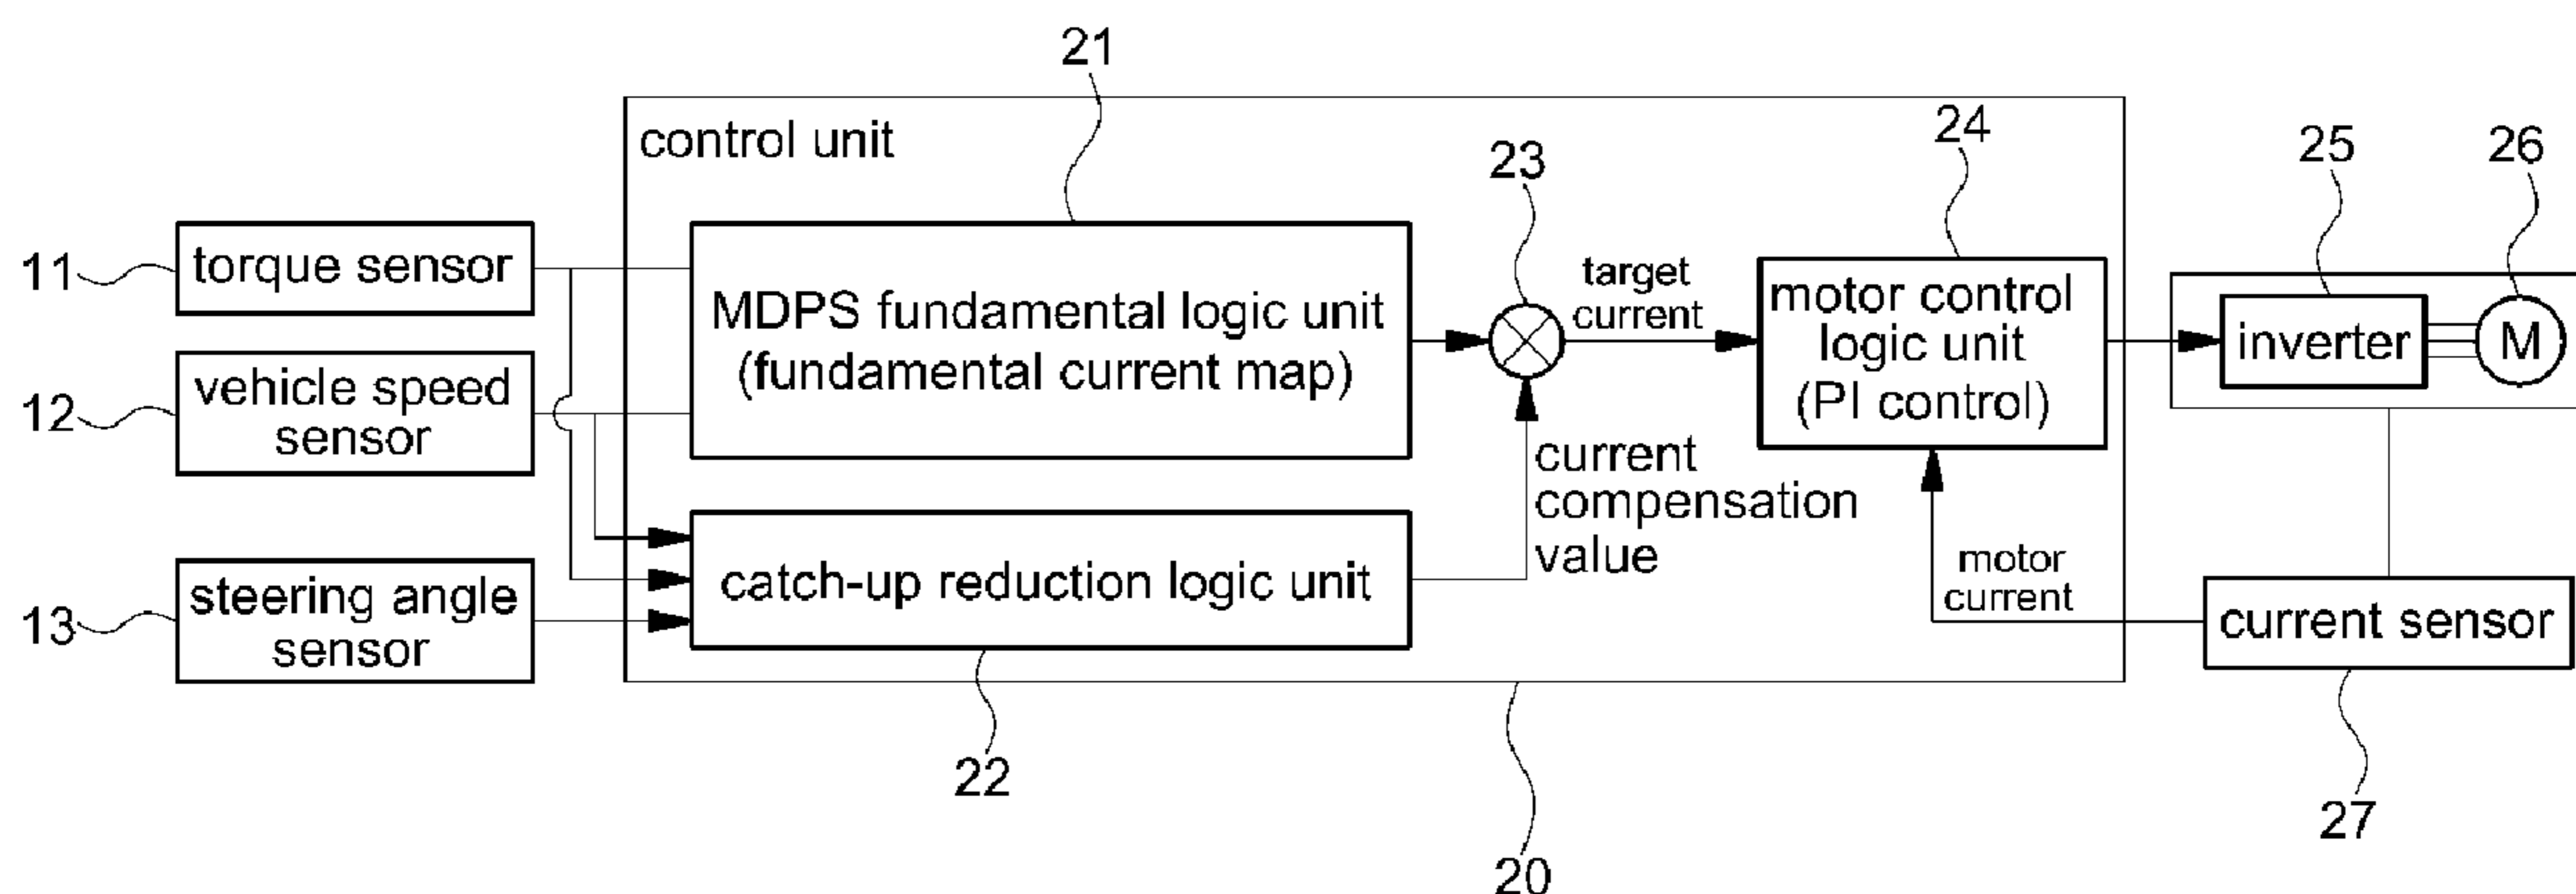 21
control unit
24
23
25
26
11
torque sensor
MDPS fundamental logic unit
(fundamental current map)
target
current
motor control
logic unit
(PI control)
inverter
M
12
vehicle speed
sensor
current
compensation
value
13
steering angle
sensor
catch-up reduction logic unit
motor
current
current sensor
22
27
20